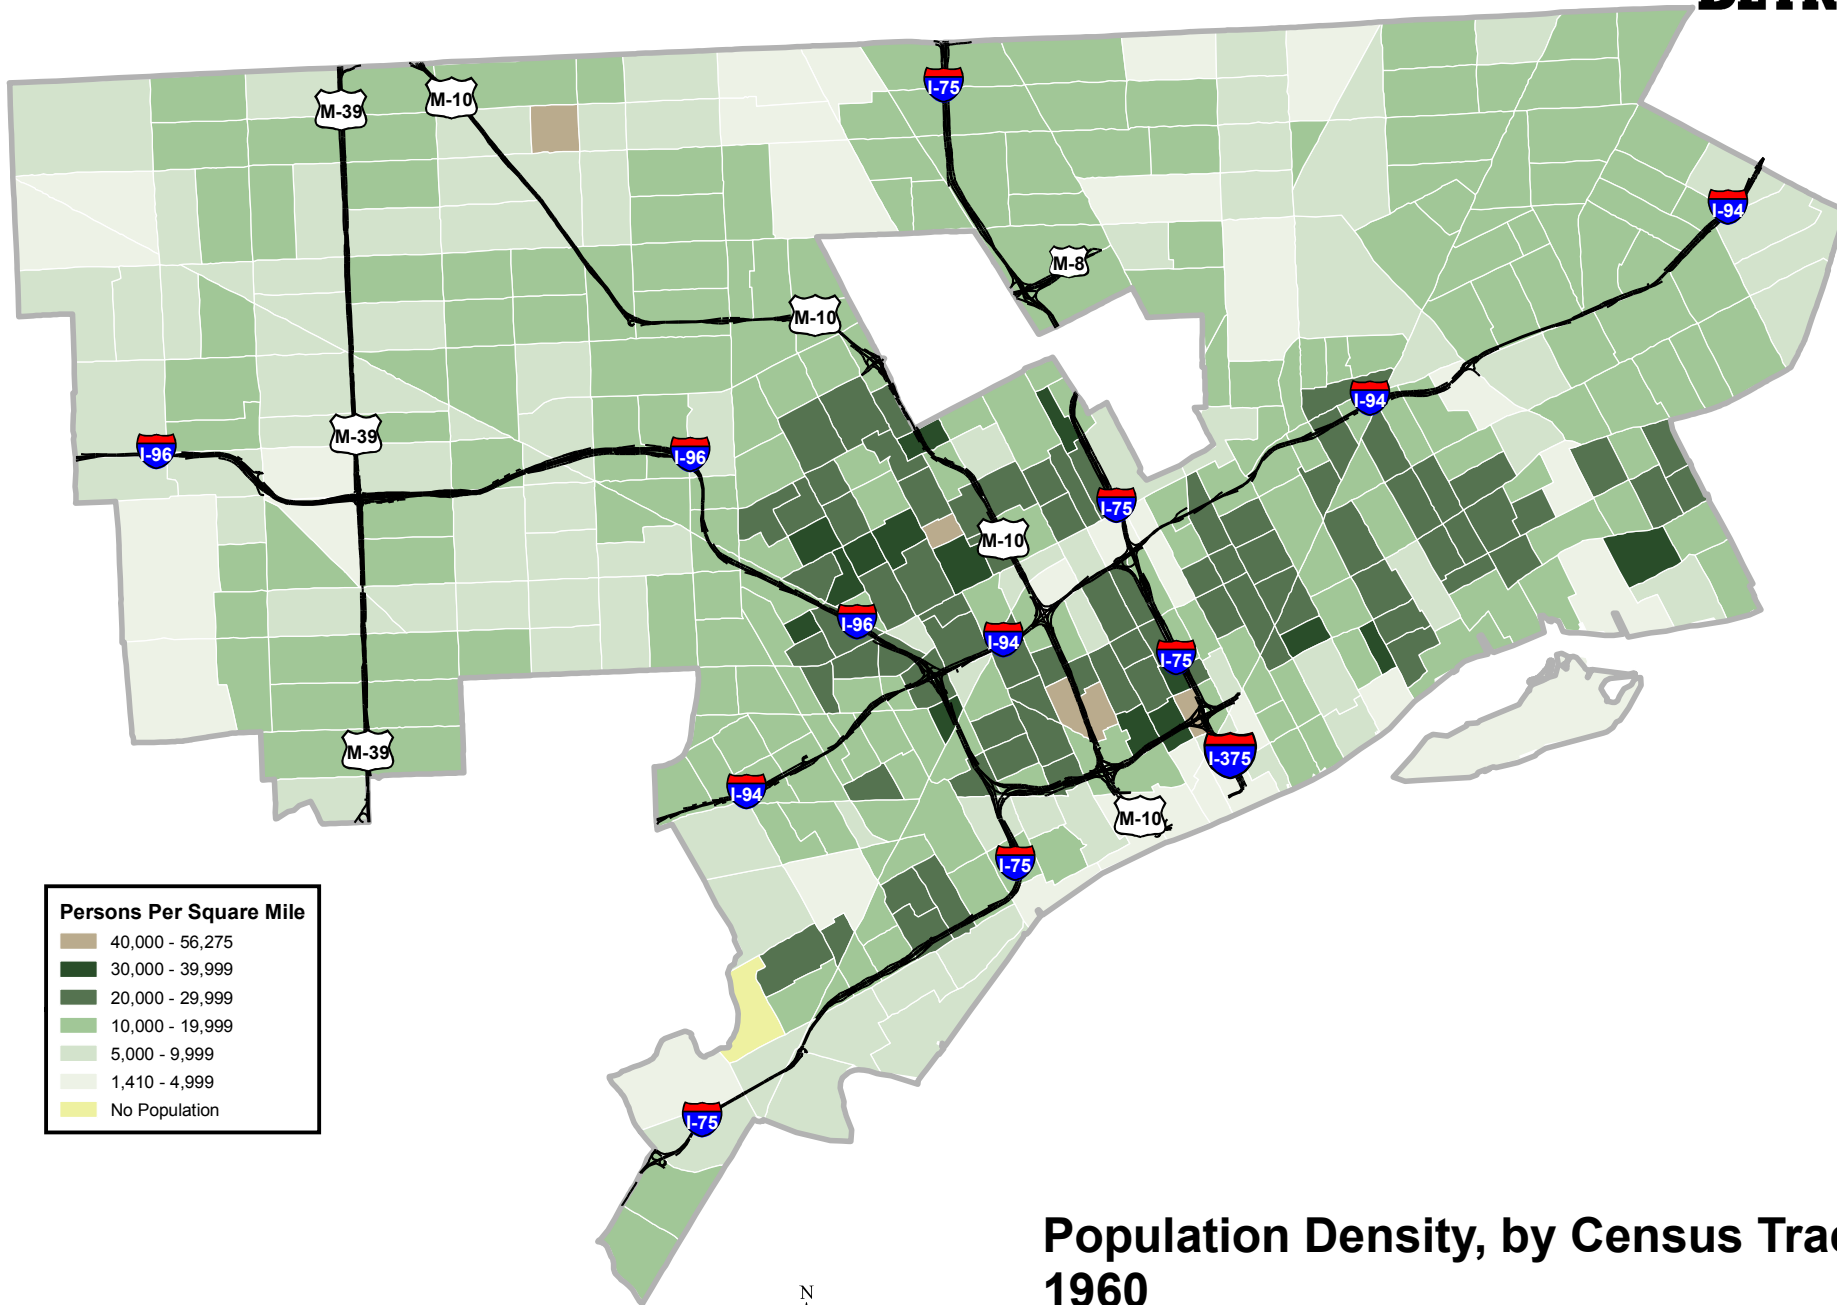 I-75
M-10
M-39
I-94
M-8
M-10
I-94
M-39
I-96
I-96
I-75
M-10
I-96
I-94
I-75
M-39
I-375
I-94
M-10
I-75
I-75
Persons Per Square Mile
40,000 - 56,275
30,000 - 39,999
20,000 - 29,999
10,000 - 19,999
5,000 - 9,999
1,410 - 4,999
No Population
Population Density, by Census
1960
N